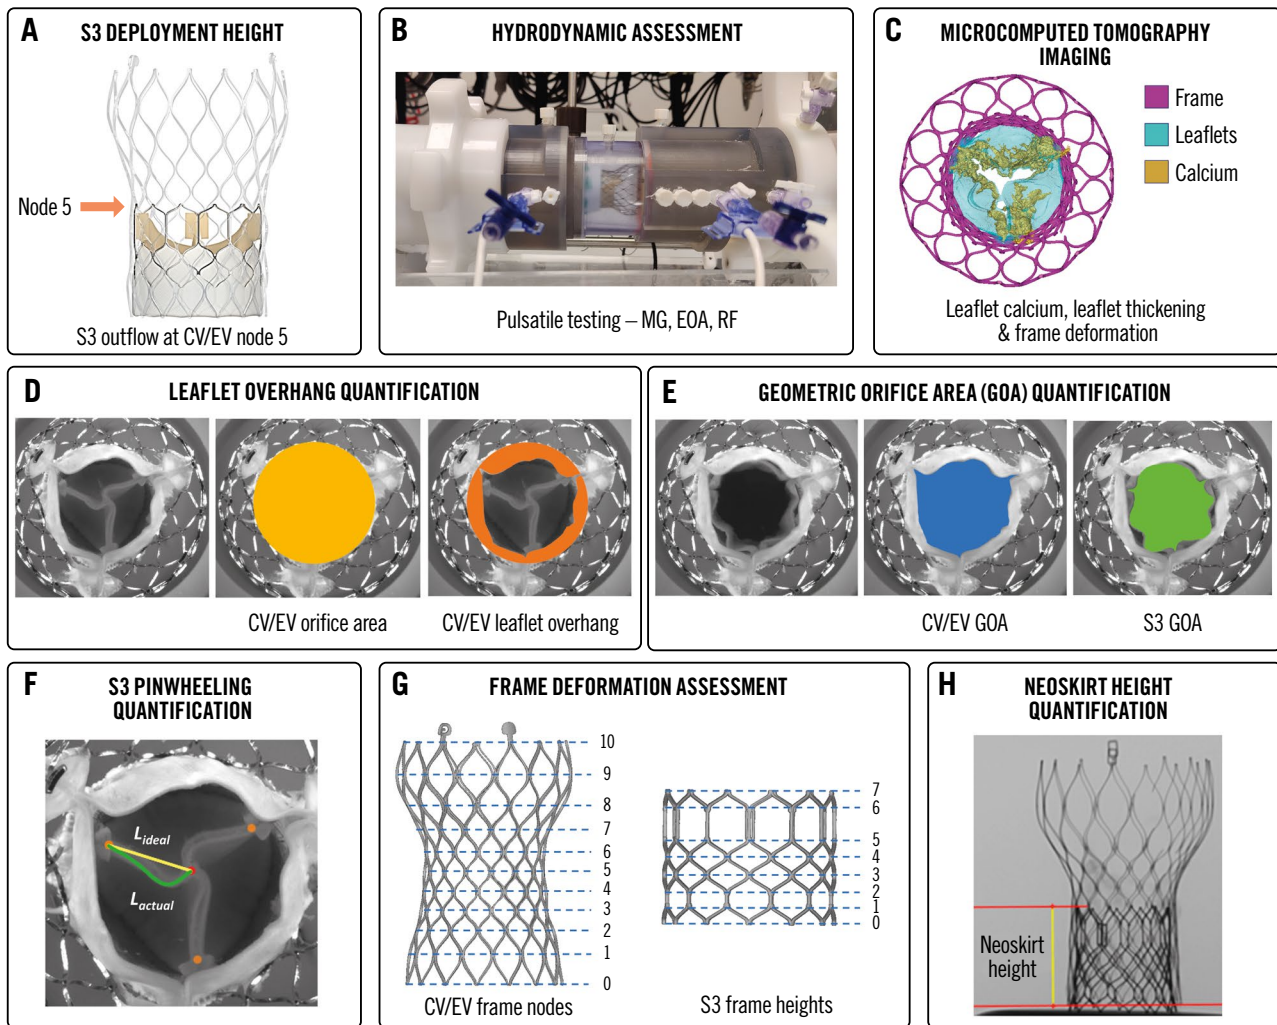 A
S3 DEPLOYMENT HEIGHT
Node 5
S3 outflow at CV/EV node 5
B
HYDRODYNAMIC ASSESSMENT
Pulsatile testing – MG, EOA, RF
C
MICROCOMPUTED TOMOGRAPHY
IMAGING
Frame
Leaflets
Calcium
Leaflet calcium, leaflet thickening
& frame deformation
D
LEAFLET OVERHANG QUANTIFICATION
CV/EV orifice area
CV/EV leaflet overhang
E
GEOMETRIC ORIFICE AREA (GOA) QUANTIFICATION
CV/EV GOA
S3 GOA
F
S3 PINWHEELING
QUANTIFICATION
Lideal
Lactual
G
FRAME DEFORMATION ASSESSMENT
10
9
8
7
6
5
4
3
2
1
0
CV/EV frame nodes
7
6
5
4
3
2
1
0
S3 frame heights
H
NEOSKIRT HEIGHT
QUANTIFICATION
Neoskirt
height